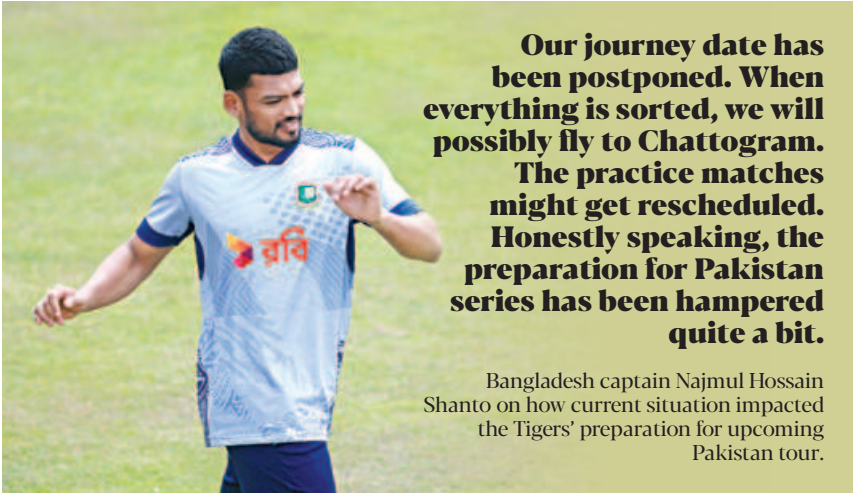 Our journey date has
been postponed. When
everything is sorted, we will
possibly fly to Chattogram.
The practice matches
might get rescheduled.
Honestly speaking, the
preparation for Pakistan
series has been hampered
quite a bit.
Bangladesh captain Najmul Hossain
Shanto on how current situation impacted
the Tigers’ preparation for upcoming
Pakistan tour.
রবি